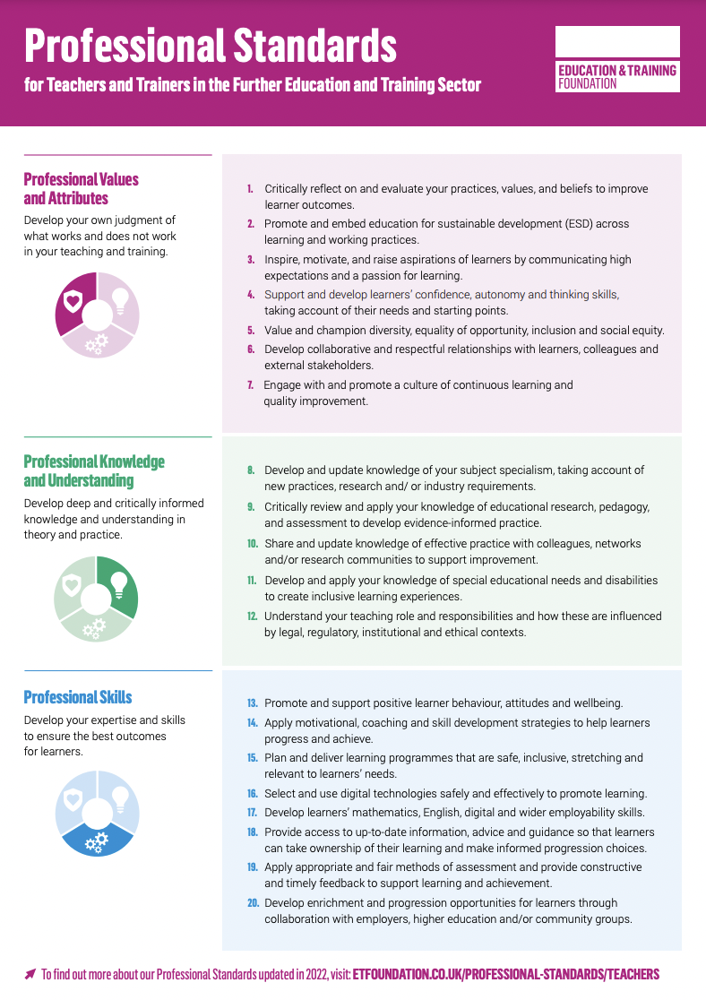 Professional Standards
for Teachers and Trainers in the Further Education and Training Sector
EDUCATION & TRAINING
FOUNDATION
Professional Values
and Attributes
Develop your own judgment of
what works and does not work
in your teaching and training.
1. Critically reflect on and evaluate your practices, values, and beliefs to improve
learner outcomes.
2. Promote and embed education for sustainable development (ESD) across
learning and working practices.
3. Inspire, motivate, and raise aspirations of learners by communicating high
expectations and a passion for learning.
4. Support and develop learners’ confidence, autonomy and thinking skills,
taking account of their needs and starting points.
5. Value and champion diversity, equality of opportunity, inclusion and social equity.
6. Develop collaborative and respectful relationships with learners, colleagues and
external stakeholders.
7. Engage with and promote a culture of continuous learning and
quality improvement.
Professional Knowledge
and Understanding
Develop deep and critically informed
knowledge and understanding in
theory and practice.
8. Develop and update knowledge of your subject specialism, taking account of
new practices, research and/ or industry requirements.
9. Critically review and apply your knowledge of educational research, pedagogy,
and assessment to develop evidence-informed practice.
10. Share and update knowledge of effective practice with colleagues, networks
and/or research communities to support improvement.
11. Develop and apply your knowledge of special educational needs and disabilities
to create inclusive learning experiences.
12. Understand your teaching role and responsibilities and how these are influenced
by legal, regulatory, institutional and ethical contexts.
Professional Skills
Develop your expertise and skills
to ensure the best outcomes
for learners.
13. Promote and support positive learner behaviour, attitudes and wellbeing.
14. Apply motivational, coaching and skill development strategies to help learners
progress and achieve.
15. Plan and deliver learning programmes that are safe, inclusive, stretching and
relevant to learners’ needs.
16. Select and use digital technologies safely and effectively to promote learning.
17. Develop learners’ mathematics, English, digital and wider employability skills.
18. Provide access to up-to-date information, advice and guidance so that learners
can take ownership of their learning and make informed progression choices.
19. Apply appropriate and fair methods of assessment and provide constructive
and timely feedback to support learning and achievement.
20. Develop enrichment and progression opportunities for learners through
collaboration with employers, higher education and/or community groups.
To find out more about our Professional Standards updated in 2022, visit: ETFOUNDATION.CO.UK/PROFESSIONAL-STANDARDS/TEACHERS